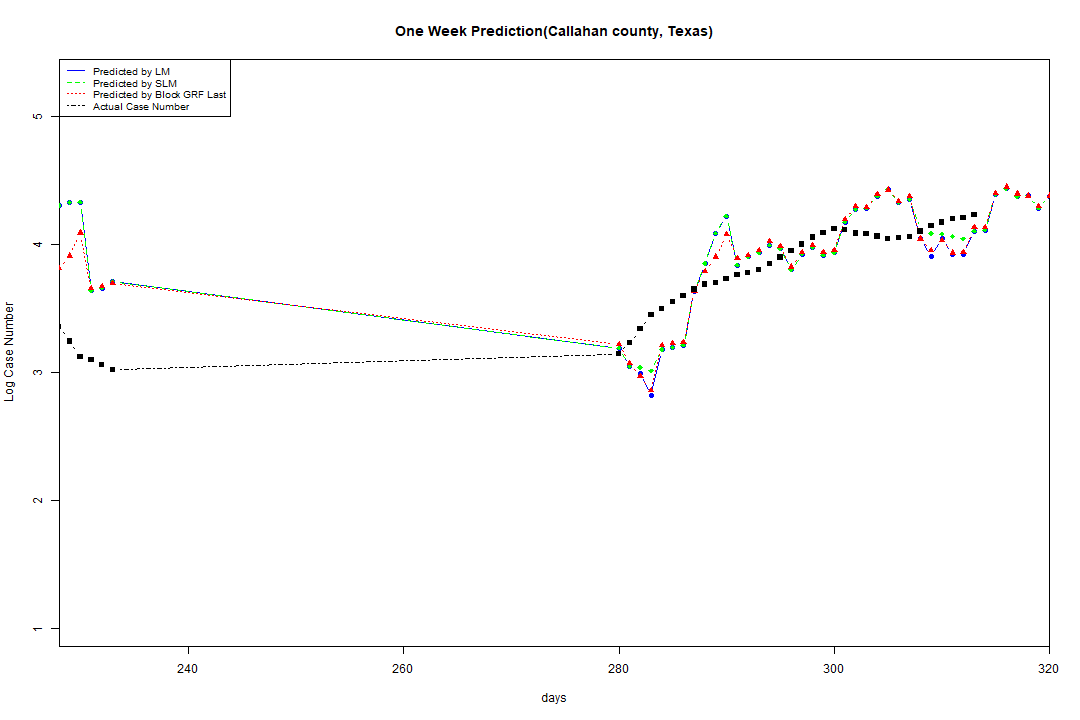 One Week Prediction(Callahan county, Texas)
Predicted by LM
Predicted by SLM
Predicted by Block GRF Last
Actual Case Number
5
4
3
2
1
Log Case Number
240
260
280
300
320
days